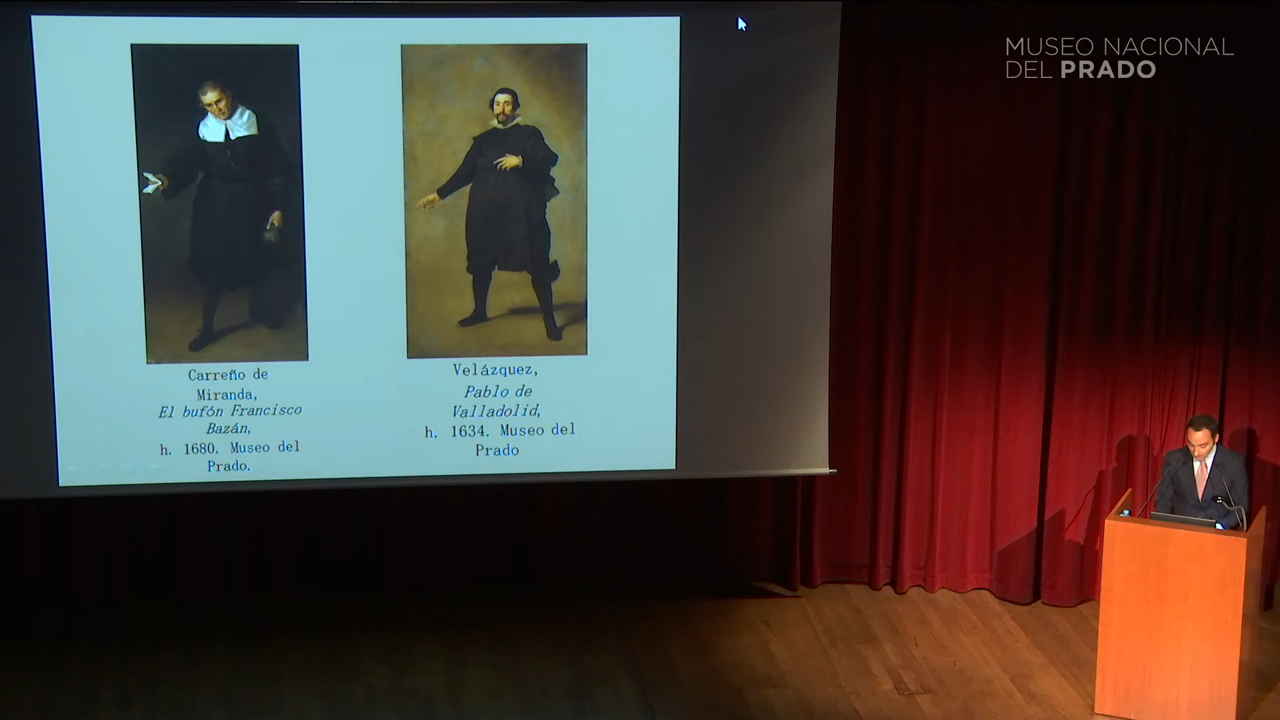 MUSEO NACIONAL
DEL PRADO
Carreño de
Miranda,
El bufón Francisco
Bazán,
h. 1680. Museo del
Prado.
Velázquez,
Pablo de
Valladolid,
h. 1634. Museo del
Prado